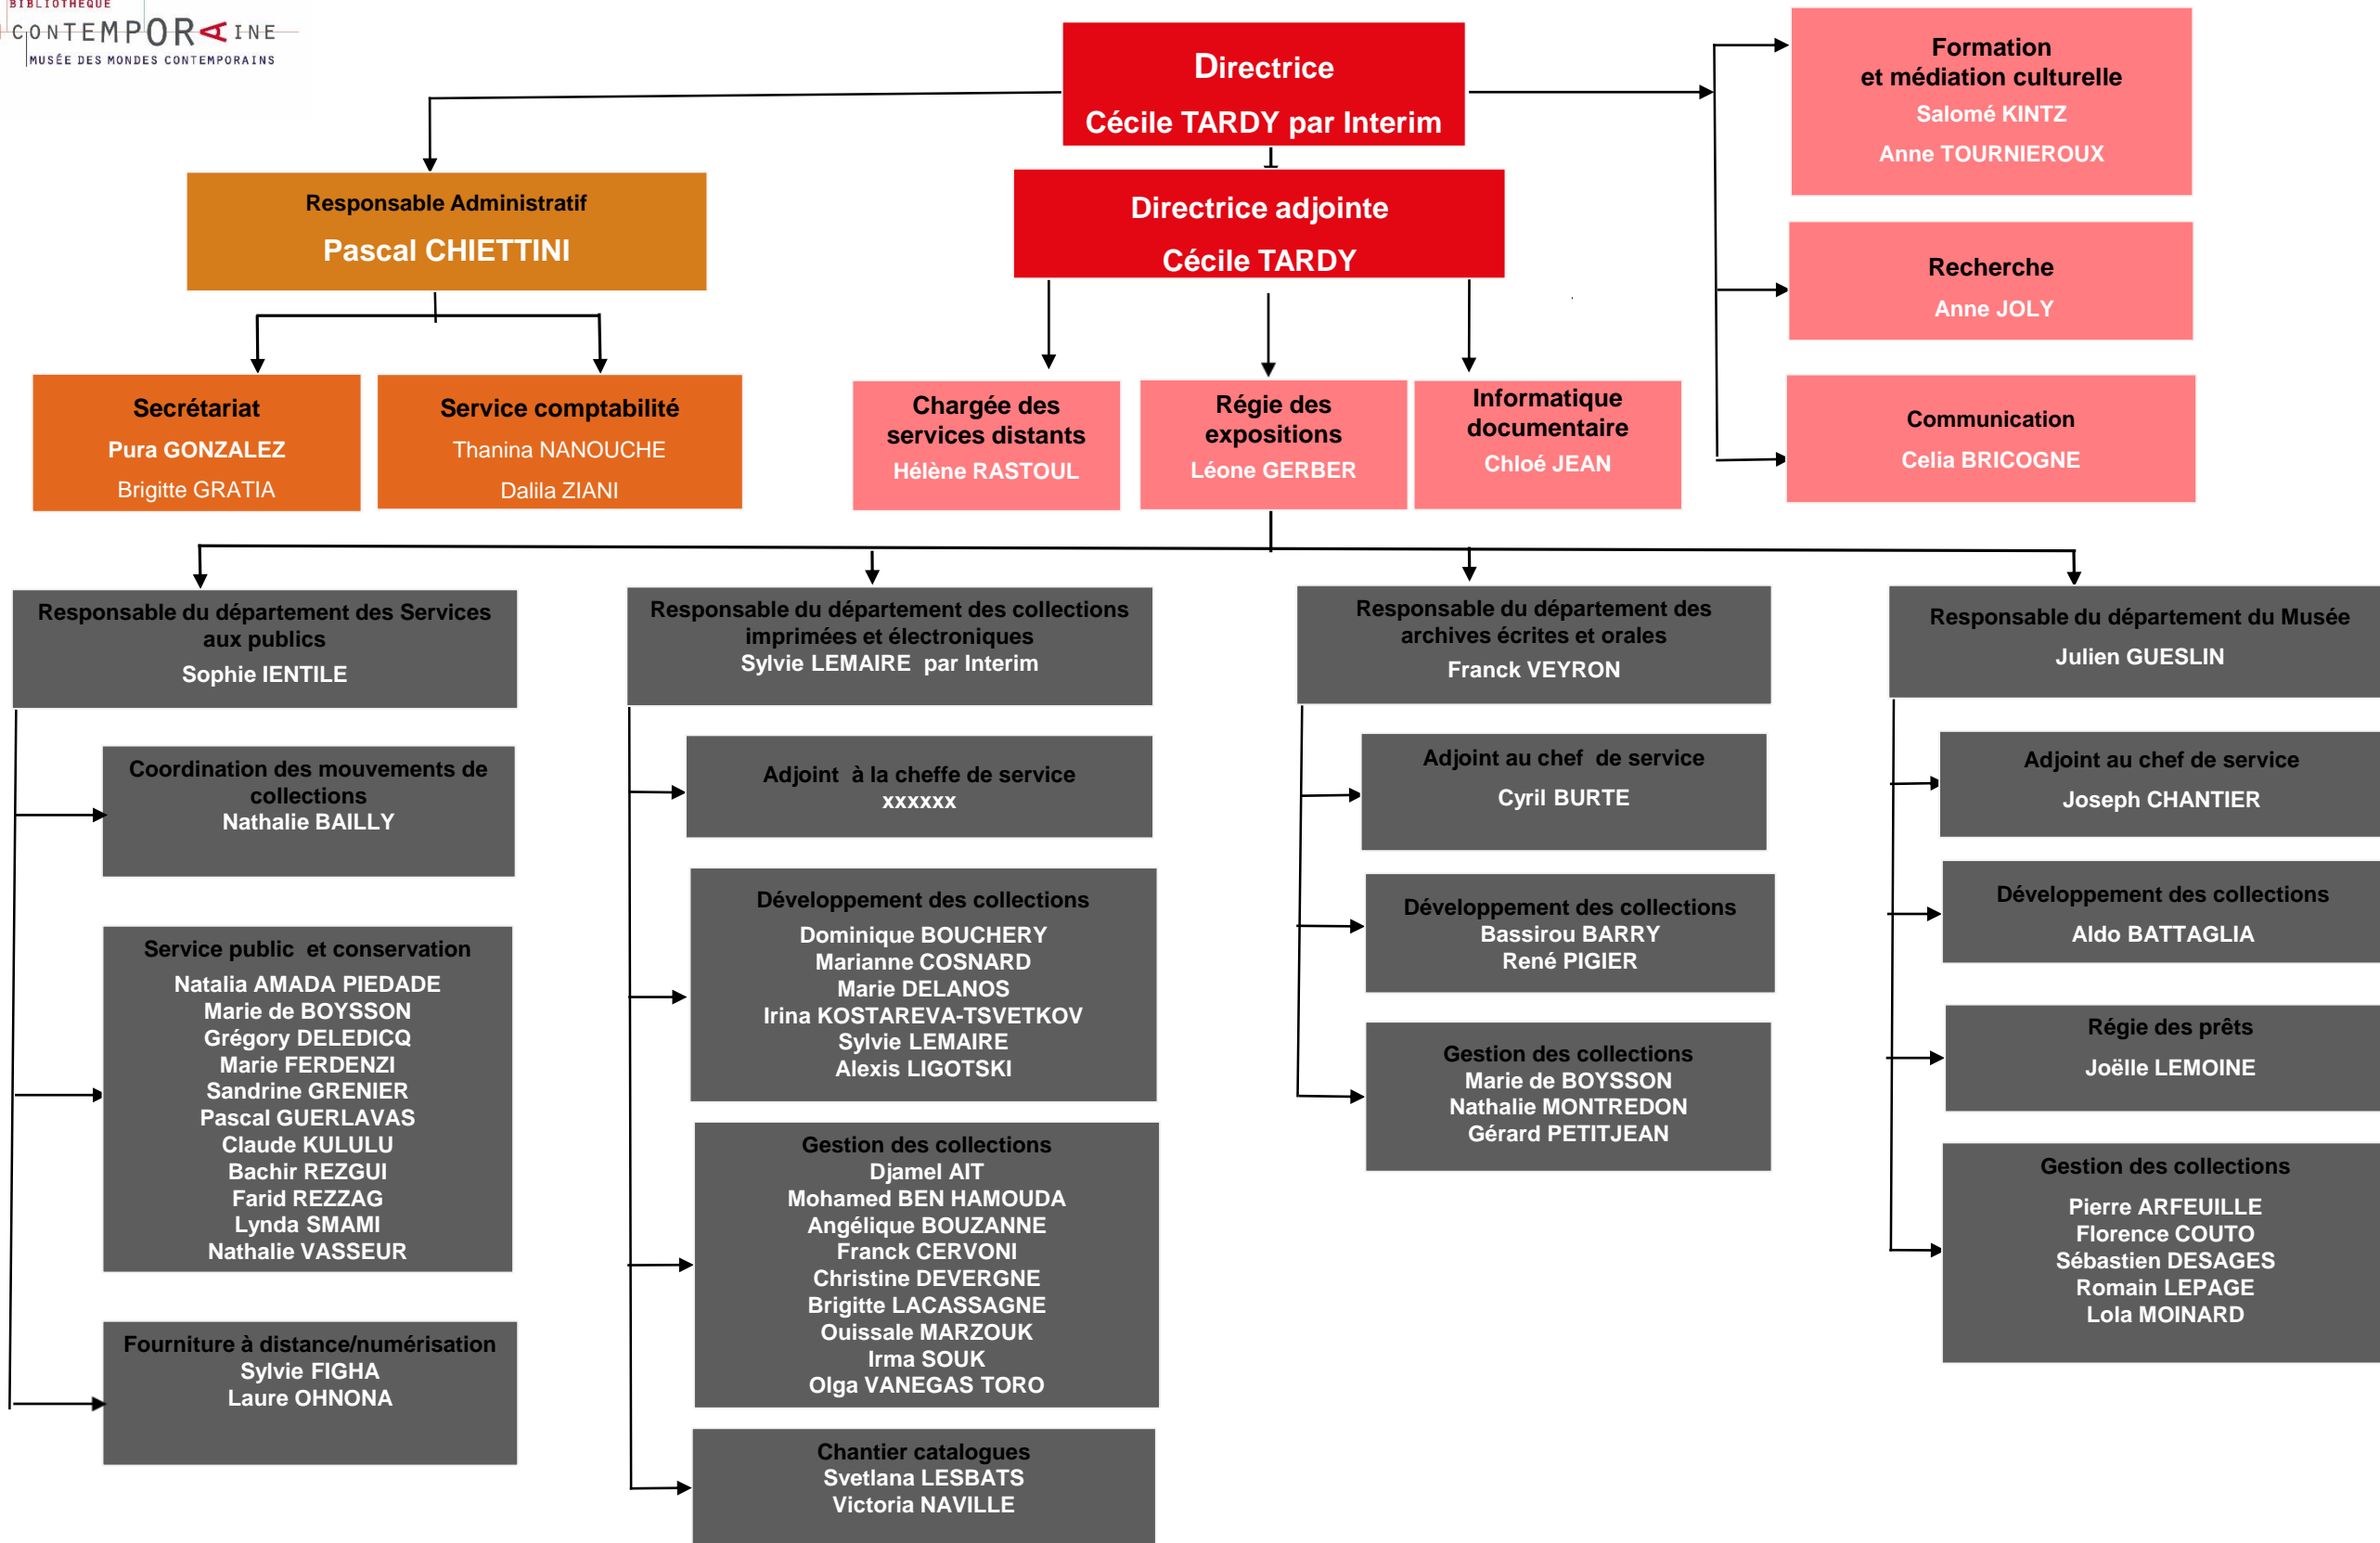 BIBLIOTHEQUE
CONTEMPORAINE
MUSÉE DES MONDES CONTEMPORAINS
Directrice
Cécile TARDY par Interim
Formation
et médiation culturelle
Salomé KINTZ
Anne TOURNIEROUX
Responsable Administratif
Pascal CHIETTINI
Directrice adjointe
Cécile TARDY
Recherche
Anne JOLY
Secrétariat
Pura GONZALEZ
Brigitte GRATIA
Service comptabilité
Thanina NANOUCHE
Dalila ZIANI
Chargée des
services distants
Hélène RASTOUL
Régie des
expositions
Léone GERBER
Informatique
documentaire
Chloé JEAN
Communication
Celia BRICOGNE
Responsable du département des Services
aux publics
Sophie IENTILE
Coordination des mouvements de
collections
Nathalie BAILLY
Service public et conservation
Natalia AMADA PIEDADE
Marie de BOYSSON
Grégory DELEDICQ
Marie FERDENZI
Sandrine GRENIER
Pascal GUERLAVAS
Claude KULULU
Bachir REZGUI
Farid REZZAG
Lynda SMAMI
Nathalie VASSEUR
Fourniture à distance/numérisation
Sylvie FIGHA
Laure OHNONA
Responsable du département des collections
imprimées et électroniques
Sylvie LEMAIRE par Interim
Adjoint à la cheffe de service
xxxxxx
Développement des collections
Dominique BOUCHERY
Marianne COSNARD
Marie DELANOS
Irina KOSTAREVA-TSVETKOV
Sylvie LEMAIRE
Alexis LIGOTSKI
Gestion des collections
Djamel AIT
Mohamed BEN HAMOUDA
Angélique BOUZANNE
Franck CERVONI
Christine DEVERGNE
Brigitte LACASSAGNE
Ouissale MARZOUK
Irma SOUK
Olga VANEGAS TORO
Chantier catalogues
Svetlana LESBATS
Victoria NAVILLE
Responsable du département des
archives écrites et orales
Franck VEYRON
Adjoint au chef de service
Cyril BURTE
Développement des collections
Bassirou BARRY
René PIGIER
Gestion des collections
Marie de BOYSSON
Nathalie MONTREDON
Gérard PETITJEAN
Responsable du département du Musée
Julien GUESLIN
Adjoint au chef de service
Joseph CHANTIER
Développement des collections
Aldo BATTAGLIA
Régie des prêts
Joëlle LEMOINE
Gestion des collections
Pierre ARFEUILLE
Florence COUTO
Sébastien DESAGES
Romain LEPAGE
Lola MOINARD